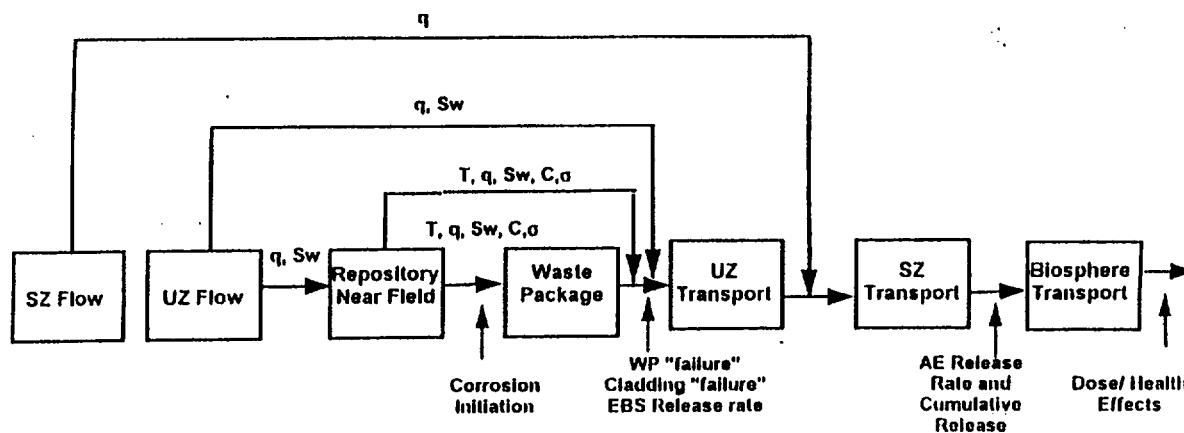 q
q, Sw
T, q, Sw, C,σ
T, q, Sw, C,σ
q, Sw
SZ Flow
UZ Flow
Repository
Near Field
Waste
Package
UZ
Transport
SZ
Transport
Biosphere
Transport
Corrosion
Initiation
WP "failure"
Cladding "failure"
EBS Release rate
AE Release
Rate and
Cumulative
Release
Dose/ Health
Effects